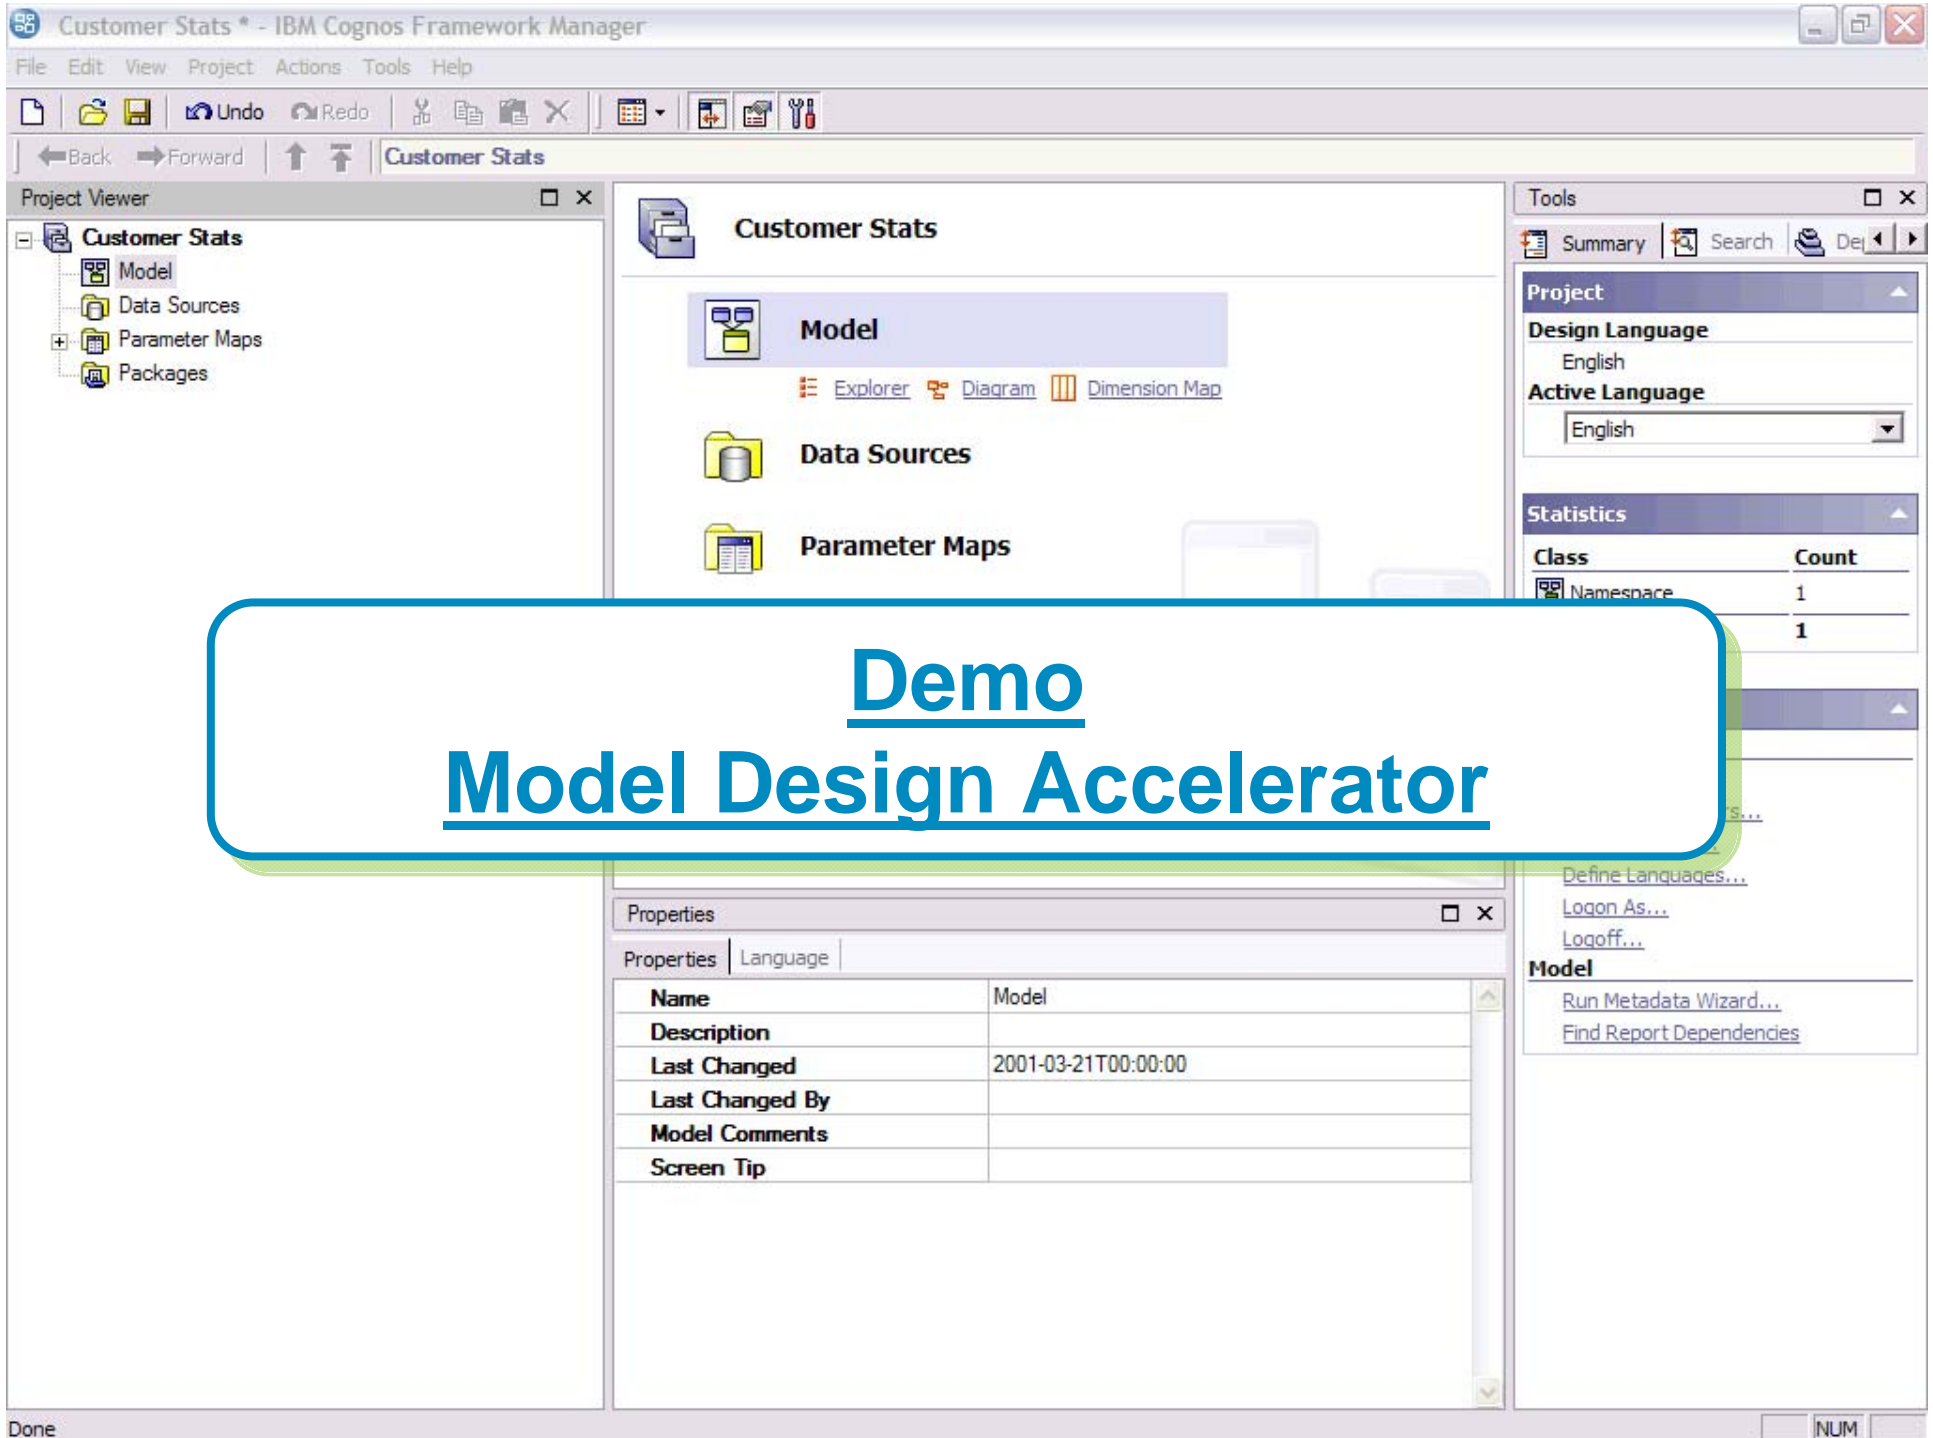 Customer Stats * - IBM Cognos Framework Manager
File Edit View Project Actions Tools Help
Undo Redo
Back Forward Customer Stats
Project Viewer
Customer Stats
Model
Data Sources
Parameter Maps
Packages
Customer Stats
Model
Explorer Diagram Dimension Map
Data Sources
Parameter Maps
Demo
Model Design Accelerator
Properties
Properties Language
Name Model
Description
Last Changed 2001-03-21T00:00:00
Last Changed By
Model Comments
Screen Tip
Tools
Summary Search
Project
Design Language
English
Active Language
English
Statistics
Class Count
Namespace 1
1
Define Languages...
Logon As...
Logoff...
Model
Run Metadata Wizard...
Find Report Dependencies
Done
NUM